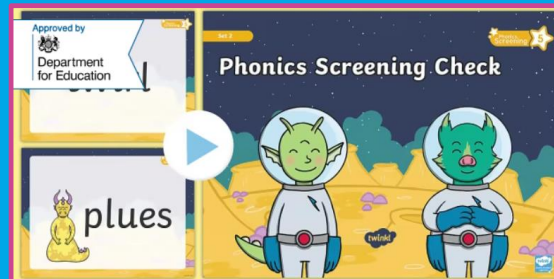 Approved by
Department
for Education
Set 2
Phonics
Screening
5
Phonics Screening Check
plues
twinkl